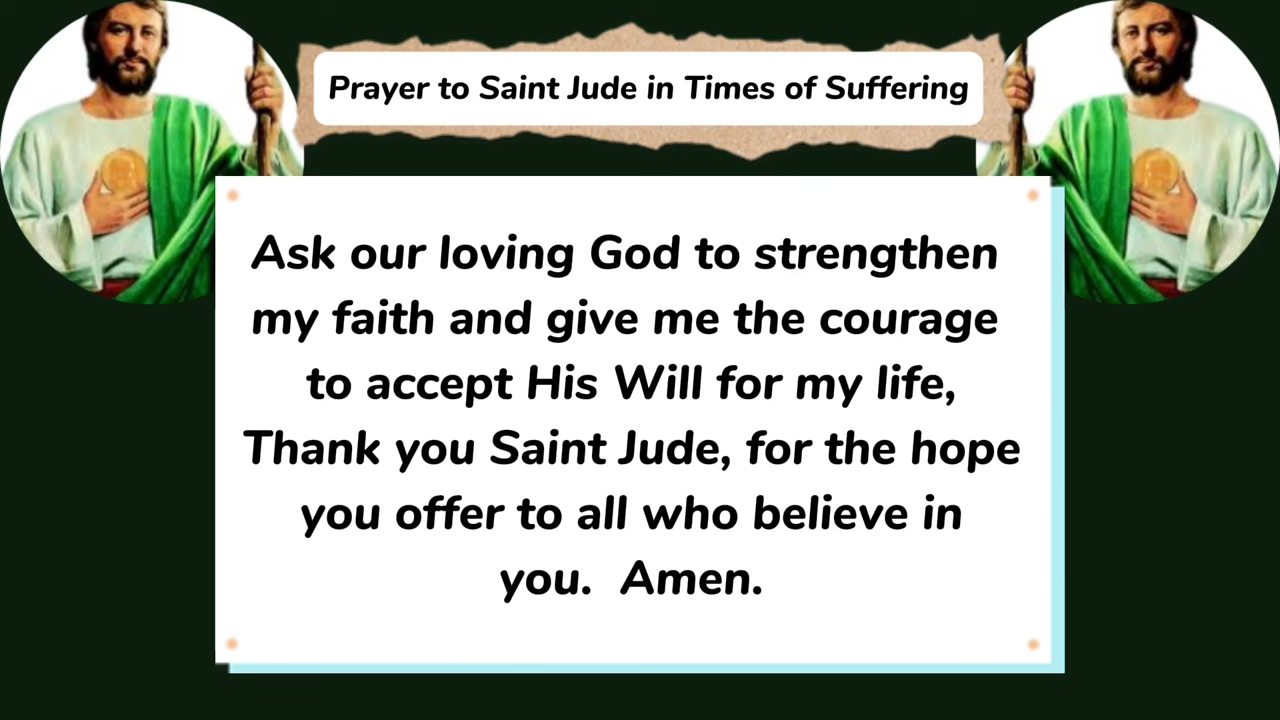 Prayer to Saint Jude in Times of Suffering
Ask our loving God to strengthen
my faith and give me the courage
to accept His Will for my life,
Thank you Saint Jude, for the hope
you offer to all who believe in
you.  Amen.